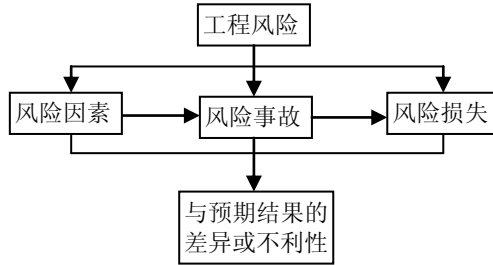 工程风险
风险因素
风险事故
风险损失
与预期结果的
差异或不利性